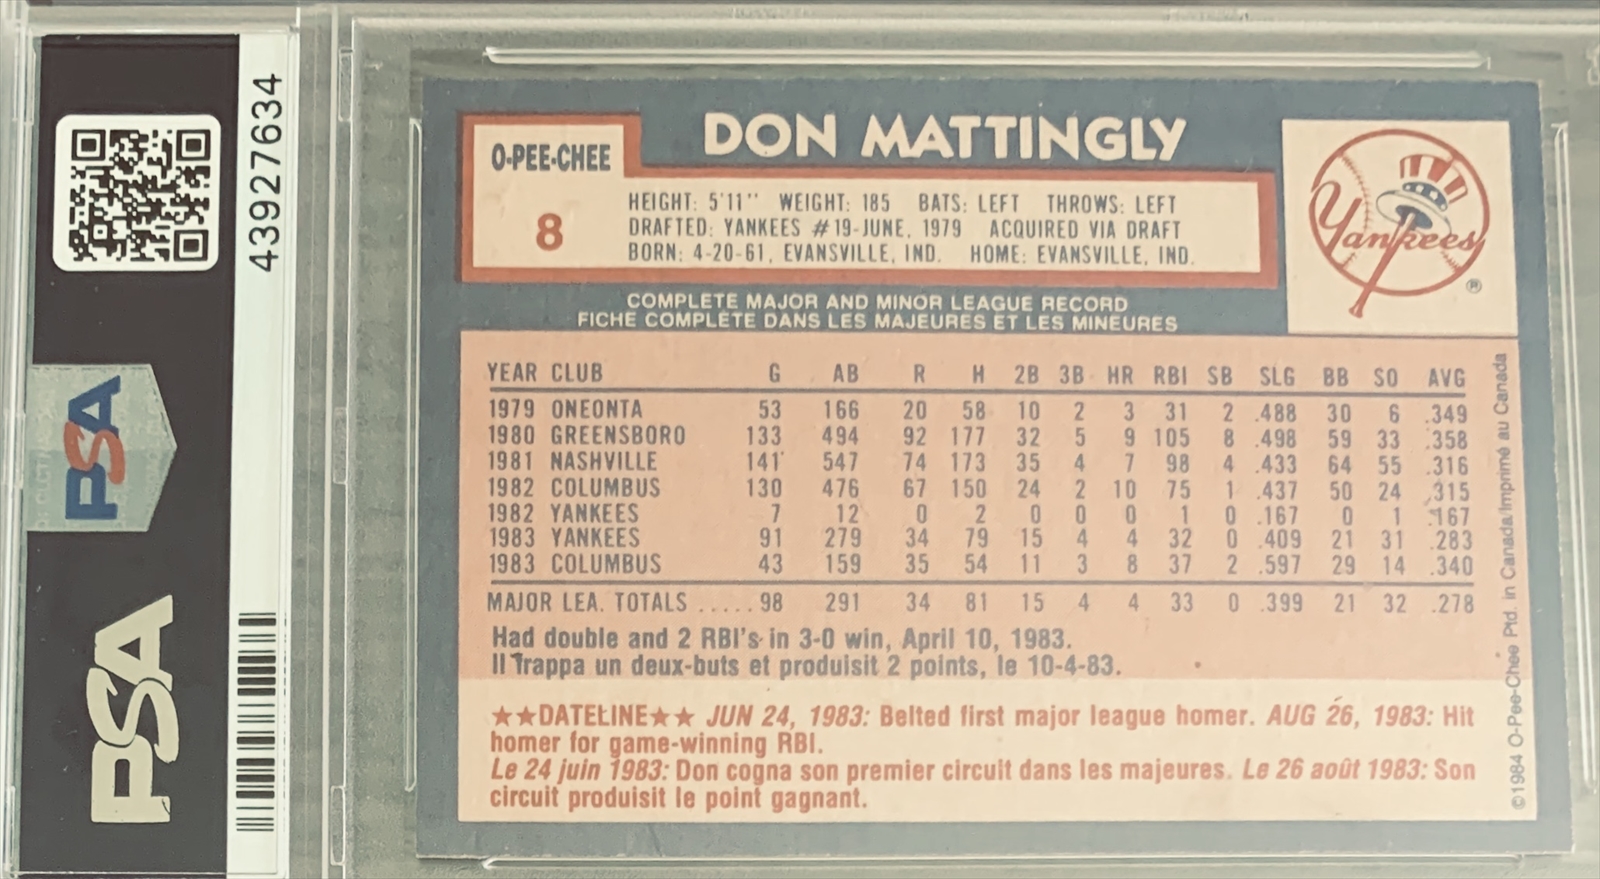 43927634
PSA
PSA
O-PEE-CHEE
8
DON MATTINGLY
HEIGHT: 5'11" WEIGHT: 185 BATS: LEFT THROWS: LEFT
DRAFTED: YANKEES #19-JUNE, 1979 ACQUIRED VIA DRAFT
BORN: 4-20-61, EVANSVILLE, IND. HOME: EVANSVILLE, IND.
Yankees
®
COMPLETE MAJOR AND MINOR LEAGUE RECORD
FICHE COMPLÈTE DANS LES MAJEURES ET LES MINEURES
YEAR CLUB G AB R H 2B 3B HR RBI SB SLG BB SO AVG
1979 ONEONTA 53 166 20 58 10 2 3 31 2 .488 30 6 .349
1980 GREENSBORO 133 494 92 177 32 5 9 105 8 .498 59 33 .358
1981 NASHVILLE 141 547 74 173 35 4 7 98 4 .433 64 55 .316
1982 COLUMBUS 130 476 67 150 24 2 10 75 1 .437 50 24 .315
1982 YANKEES 7 12 0 2 0 0 0 1 0 .167 0 1 .167
1983 YANKEES 91 279 34 79 15 4 4 32 0 .409 21 31 .283
1983 COLUMBUS 43 159 35 54 11 3 8 37 2 .597 29 14 .340
MAJOR LEA. TOTALS ..... 98 291 34 81 15 4 4 33 0 .399 21 32 .278
Had double and 2 RBI's in 3-0 win, April 10, 1983.
Il Trappa un deux-buts et produisit 2 points, le 10-4-83.
★★DATELINE★★ JUN 24, 1983: Belted first major league homer. AUG 26, 1983: Hit
homer for game-winning RBI.
Le 24 juin 1983: Don cogna son premier circuit dans les majeures. Le 26 août 1983: Son
circuit produisit le point gagnant.
©1984 O-Pee-Chee Ptd. in Canada/Imprimé au Canada